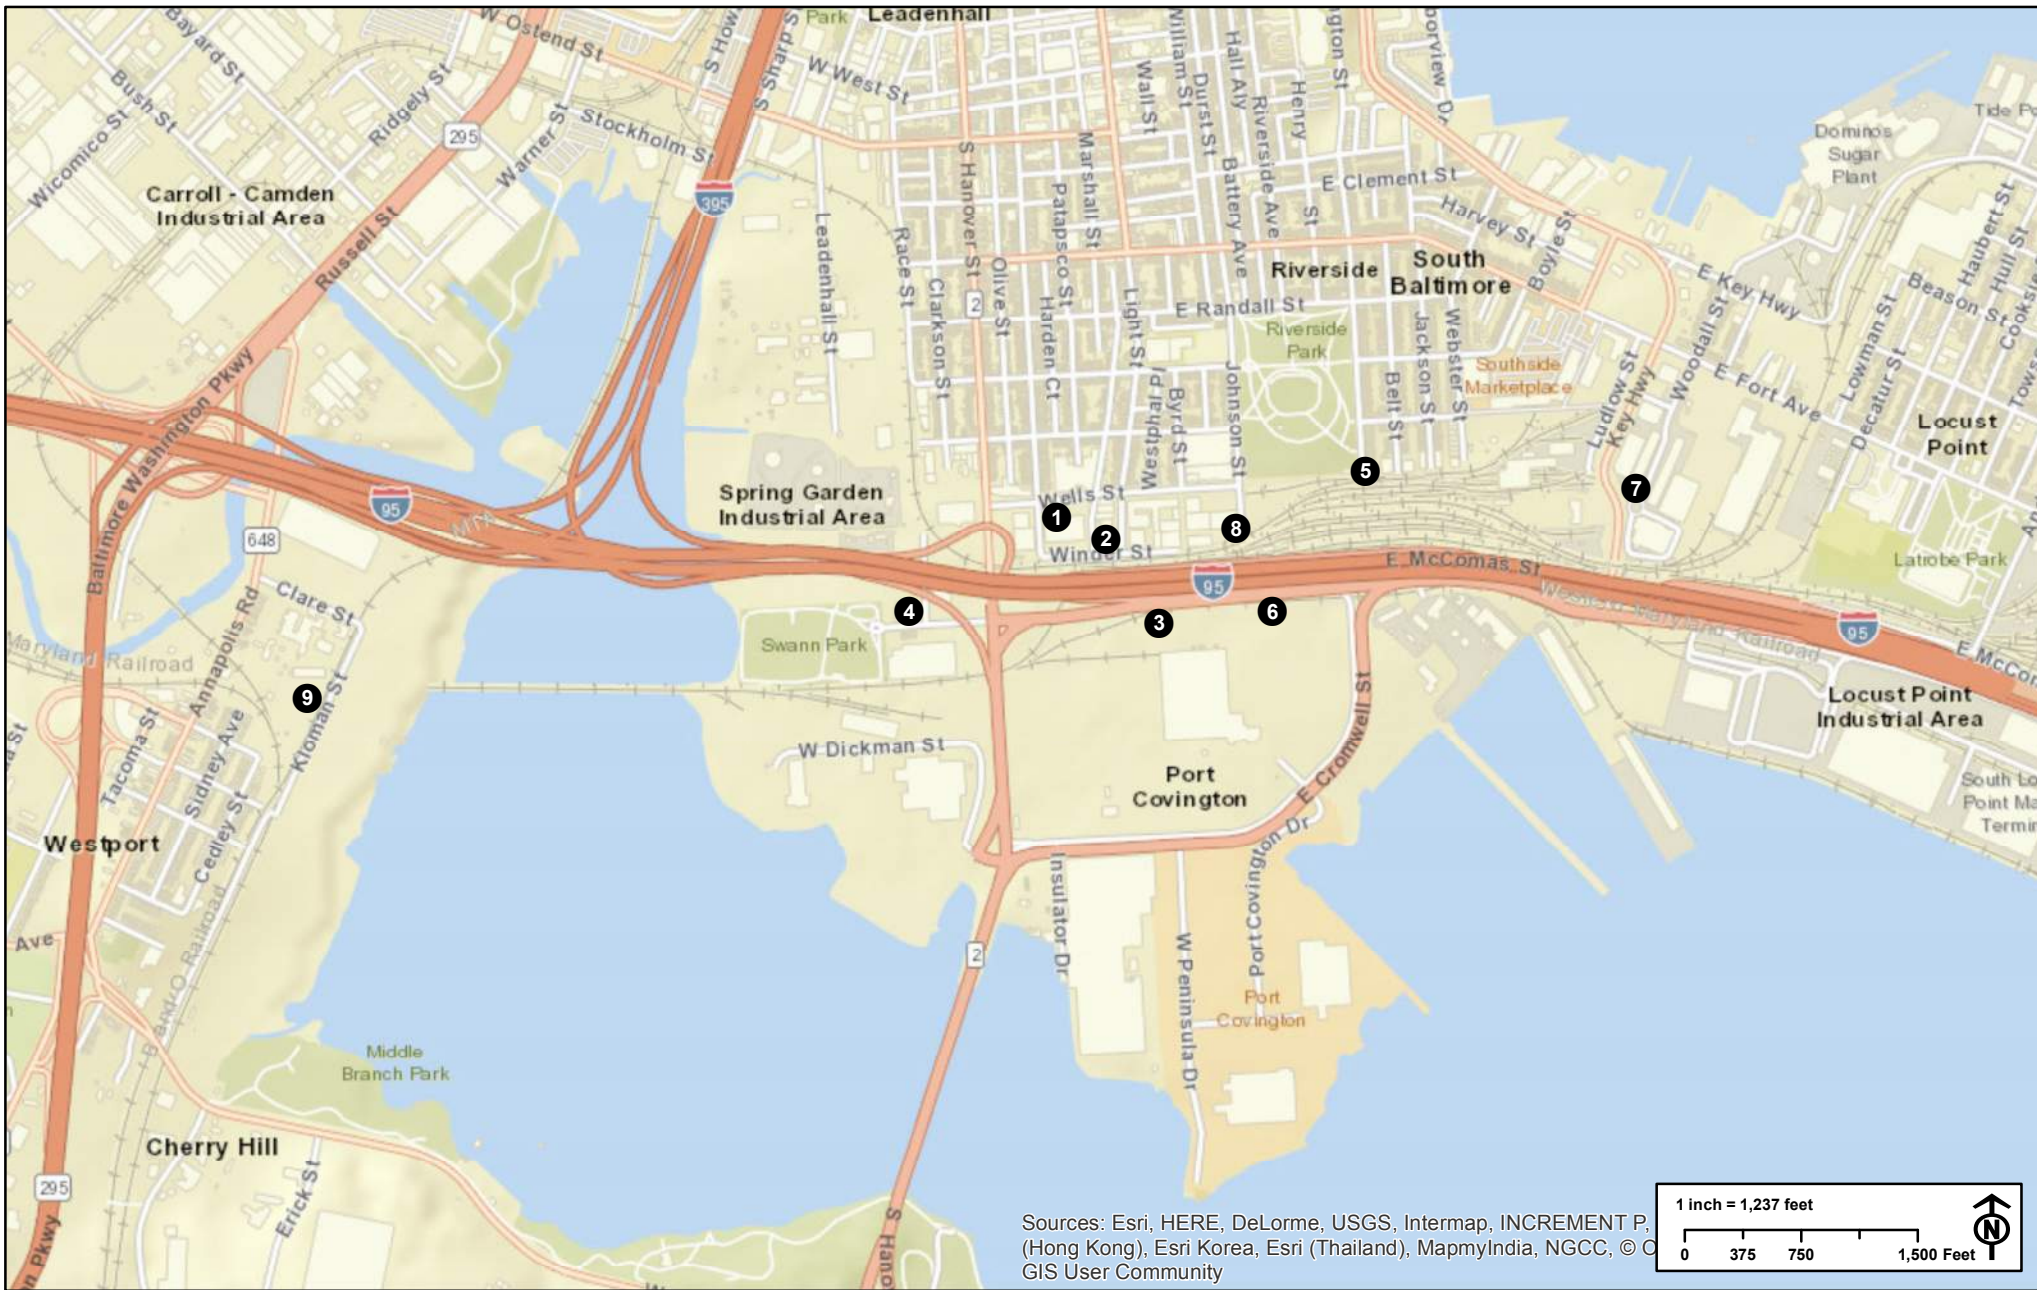 W Ostend St
Park
Leadenhall
Bayard St
Bush St
Wicomico St
Ridgely St
Warner St
Stockholm St
S Sharp St
W West St
295
395
Carroll - Camden
Industrial Area
Russell St
Leadenhall St
Race St
Clarkson St
S Hanover St
2
Olive St
Harden Ct
Patapsco St
Marshall St
Light St
Wall St
William St
Durst St
Hall Aly
Battery Ave
Riverside Ave
Henry
St
E Clement St
Harvey St
Boyle St
Riverside
South
Baltimore
E Randall St
Riverside
Park
Westphal Pl
Byrd St
Johnson St
Belt St
Jackson St
Webster St
Southside
Marketplace
Ludlow St
Key Hwy
Woodall St
E Key Hwy
E Fort Ave
Dominos
Sugar
Plant
Haubert St
Hull St
Beason St
Lowman St
Decatur St
Locust
Point
Latrobe Park
Baltimore Washington Pkwy
95
MTA
Spring Garden
Industrial Area
Wells St
1
2
Winder St
8
5
7
E McComas St
95
Western Maryland Railroad
95
648
Clare St
Annapolis Rd
Maryland Railroad
9
Kloman St
Tacoma St
Sidney Ave
Cedley St
Westport
Ave
B and O Railroad
Swann Park
4
3
6
W Dickman St
Port
Covington
E Cromwell St
Port Covington Dr
Insulator Dr
W Peninsula Dr
Port
Covington
2
Locust Point
Industrial Area
Middle
Branch Park
Cherry Hill
Erick St
295
Pkwy
S
Sources: Esri, HERE, DeLorme, USGS, Intermap, INCREMENT P,
(Hong Kong), Esri Korea, Esri (Thailand), MapmyIndia, NGCC, ©
GIS User Community
1 inch = 1,237 feet
0 375 750 1,500 Feet
N